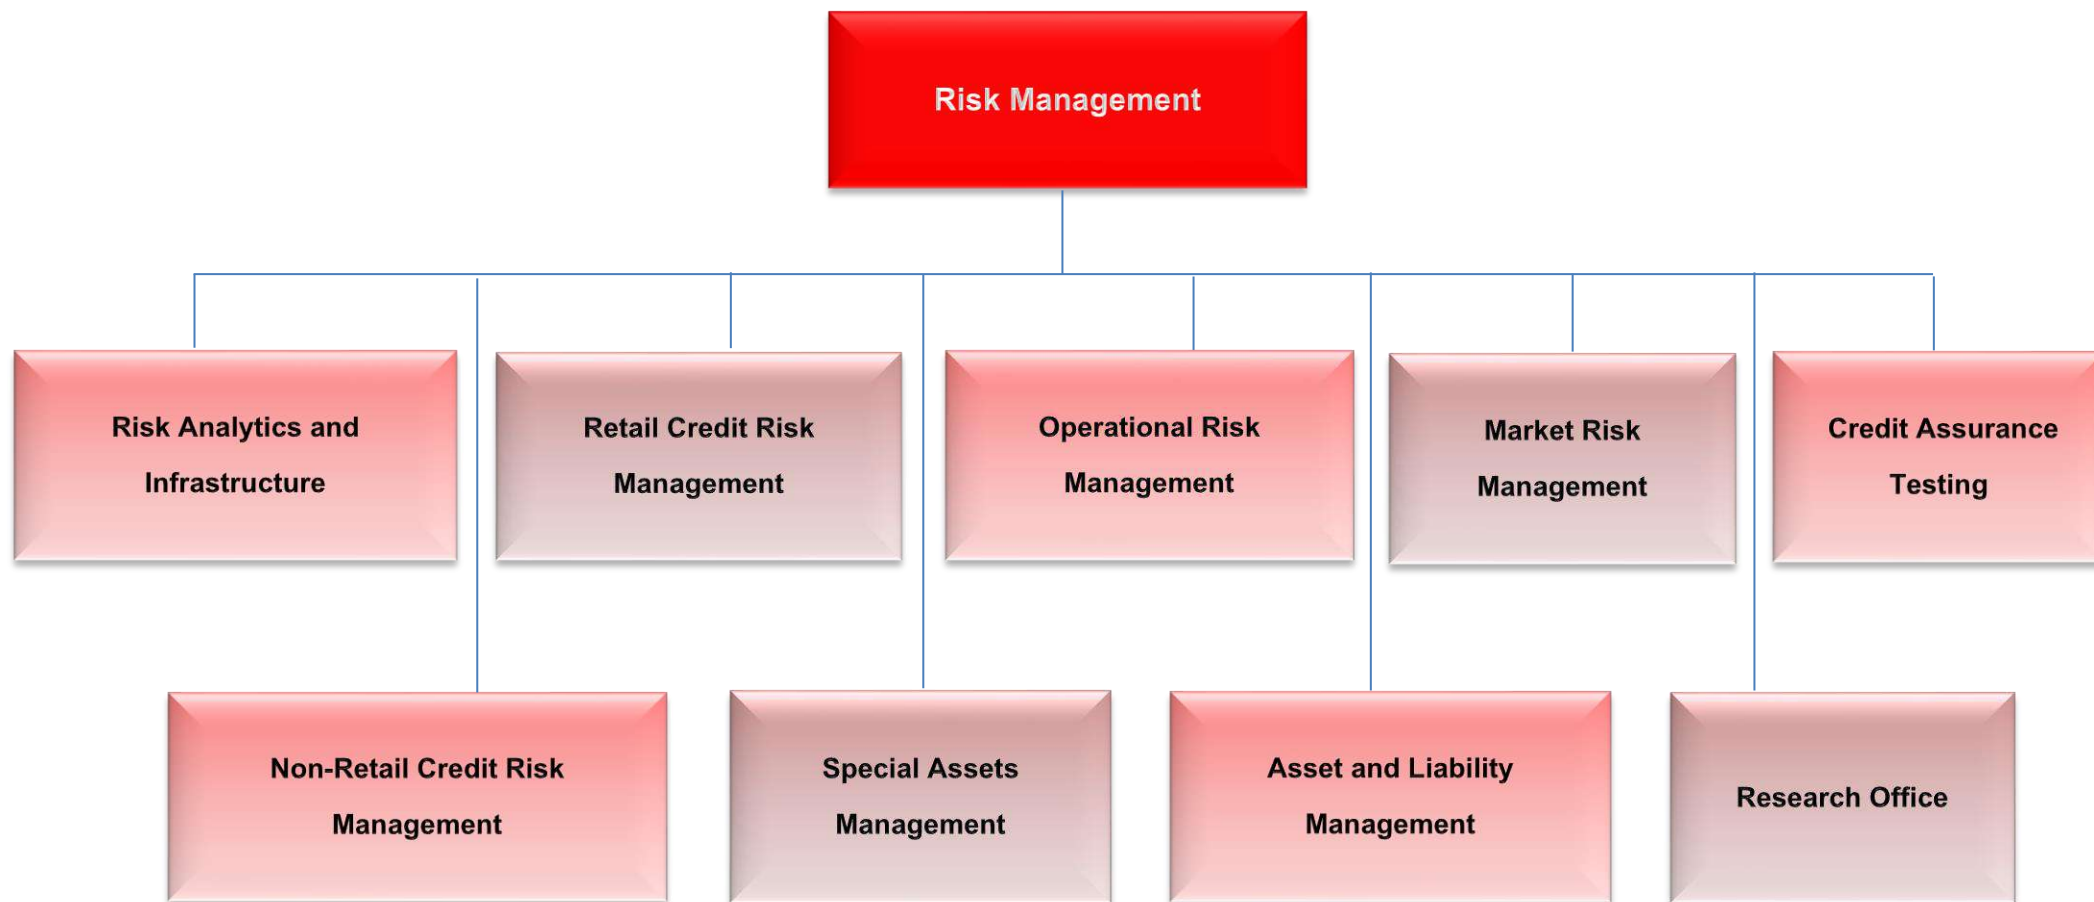 Risk Management
Risk Analytics and
Infrastructure
Retail Credit Risk
Management
Operational Risk
Management
Market Risk
Management
Credit Assurance
Testing
Non-Retail Credit Risk
Management
Special Assets
Management
Asset and Liability
Management
Research Office